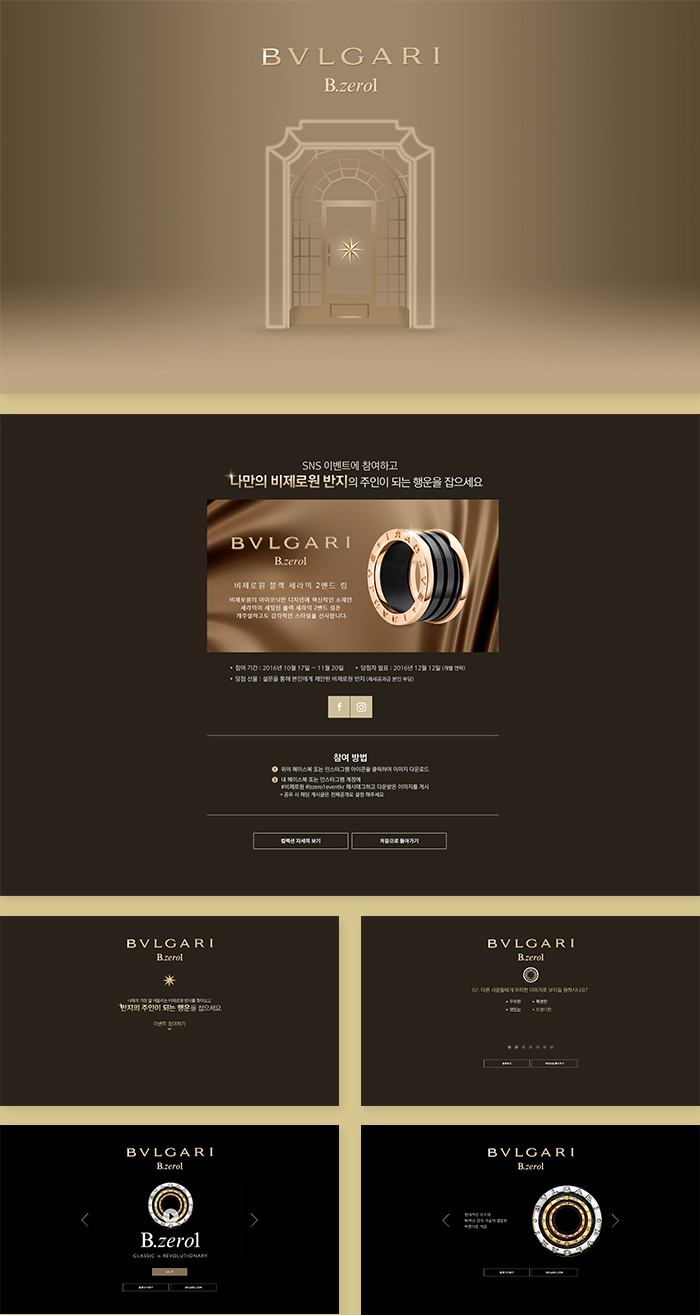 BVLGARI
B.zero1
SNS 이벤트에 참여하고
나만의 비제로원 반지의 주인이 되는 행운을 잡으세요
BVLGARI
B.zero1
비제로원 블랙 세라믹 2밴드 링
비제로원의 아이코닉한 디자인에 혁신적인 소재인
세라믹이 세팅된 블랙 세라믹 2밴드 링은
캐주얼하고도 감각적인 스타일을 선사합니다.
• 참여 기간 : 2016년 10월 17일 ~ 11월 20일 • 당첨자 발표 : 2016년 12월 12일 (개별 연락)
• 당첨 선물 : 설문을 통해 본인에게 제안된 비제로원 반지 (제세공과금 본인 부담)
f
참여 방법
1 위의 페이스북 또는 인스타그램 아이콘을 클릭하여 이미지 다운로드
2 내 페이스북 또는 인스타그램 계정에
#비제로원 #bzero1eventkr 해시태그하고 다운받은 이미지를 게시
• 공유 시 해당 게시글은 전체공개로 설정 해주세요
컬렉션 자세히 보기
처음으로 돌아가기
BVLGARI
B.zero1
나에게 가장 잘 어울리는 비제로원 반지를 찾아보고
반지의 주인이 되는 행운을 잡으세요
이벤트 참여하기
BVLGARI
B.zero1
07. 다른 사람들에게 어떠한 이미지로 보이길 원하시나요?
• 우아한 • 특별한
• 멋있는 • 트렌디한
BVLGARI
B.zero1
B.zero1
CLASSIC is REVOLUTIONARY
BVLGARI
B.zero1